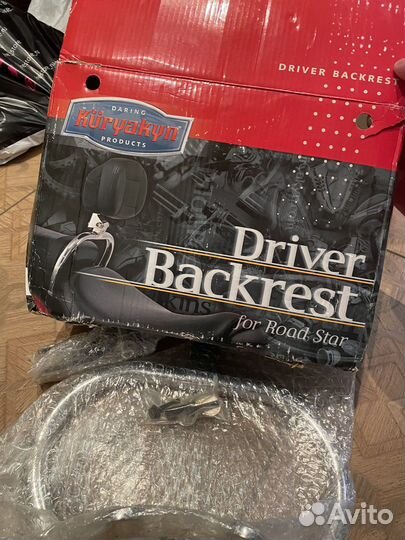 DRIVER BACKREST
DARING
Küryakyn
PRODUCTS
Driver
Backrest
for Road Star
Avito